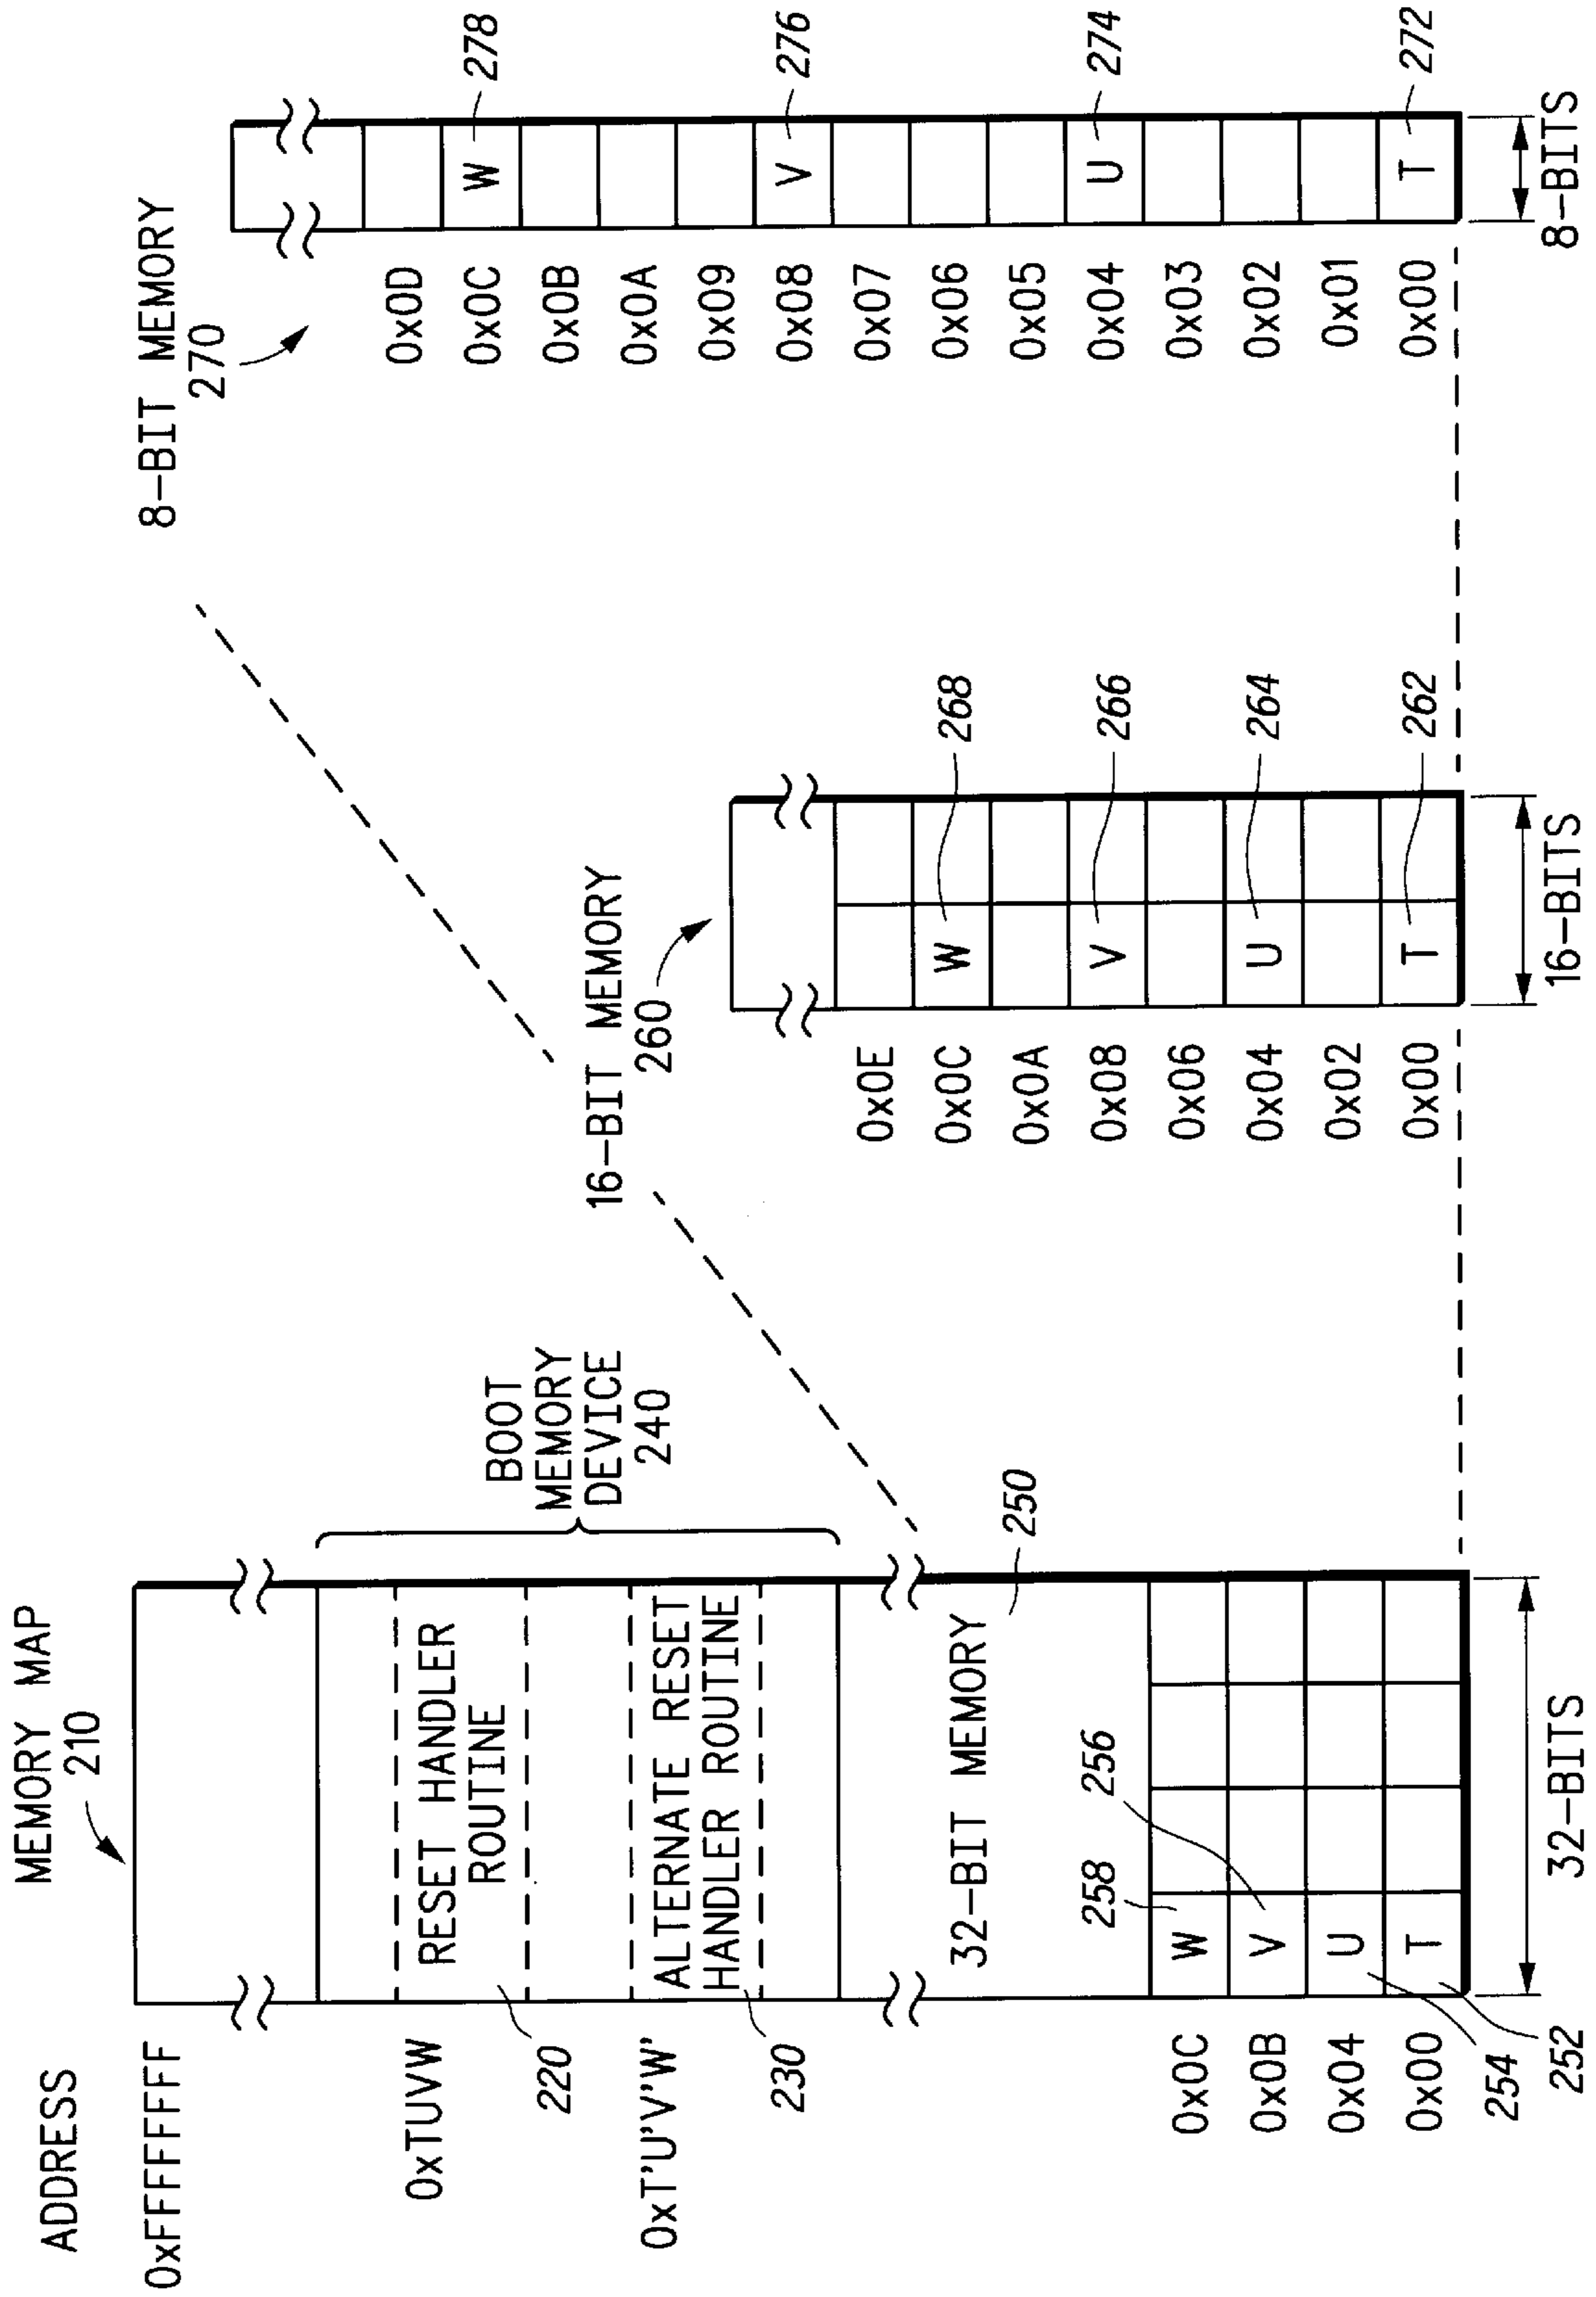 MEMORY MAP
210
ADDRESS
0xFFFFFFFF
0xTUVW
RESET HANDLER
ROUTINE
220
0xT'U'V'W'
ALTERNATE RESET
HANDLER ROUTINE
230
BOOT
MEMORY
DEVICE
240
32-BIT MEMORY
250
258
256
0x0C
W
0x0B
V
0x04
U
0x00
T
254
252
32-BITS
16-BIT MEMORY
260
0x0E
0x0C
W
268
0x0A
0x08
V
266
0x06
0x04
U
264
0x02
0x00
T
262
16-BITS
8-BIT MEMORY
270
0x0D
0x0C
W
278
0x0B
0x0A
0x09
0x08
V
276
0x07
0x06
0x05
0x04
U
274
0x03
0x02
0x01
0x00
T
272
8-BITS